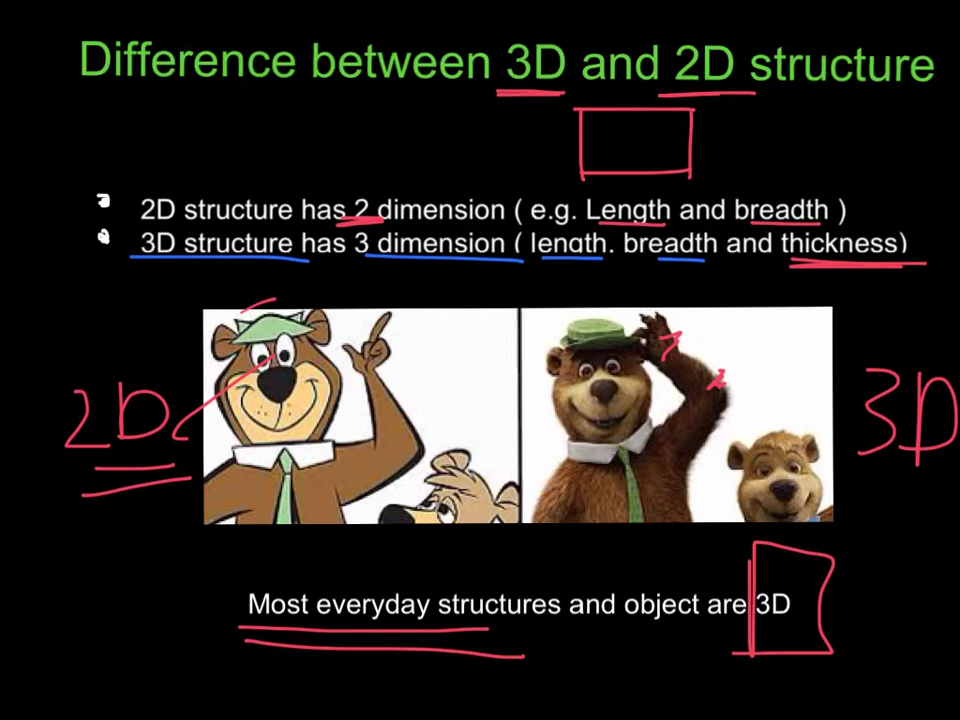 Difference between 3D and 2D structure
2D structure has 2 dimension ( e.g. Length and breadth )
3D structure has 3 dimension ( length, breadth and thickness)
2D
3D
Most everyday structures and object are 3D